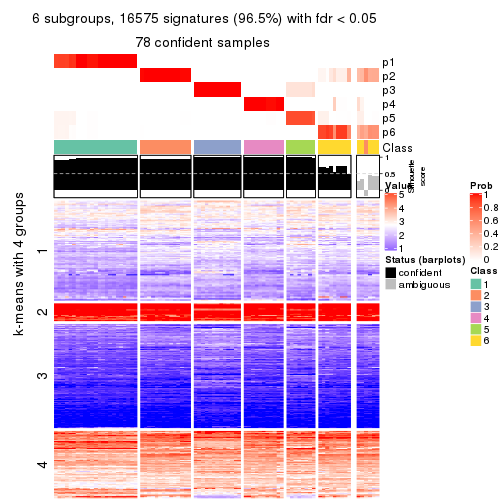 6 subgroups, 16575 signatures (96.5%) with fdr < 0.05
78 confident samples
p1
p2
p3
p4
p5
p6
Class
1
0.5
0
Silhouette
score
k-means with 4 groups
1
2
3
4
Value
5
4
3
2
1
Status (barplots)
confident
ambiguous
Prob
1
0.8
0.6
0.4
0.2
0
Class
1
2
3
4
5
6